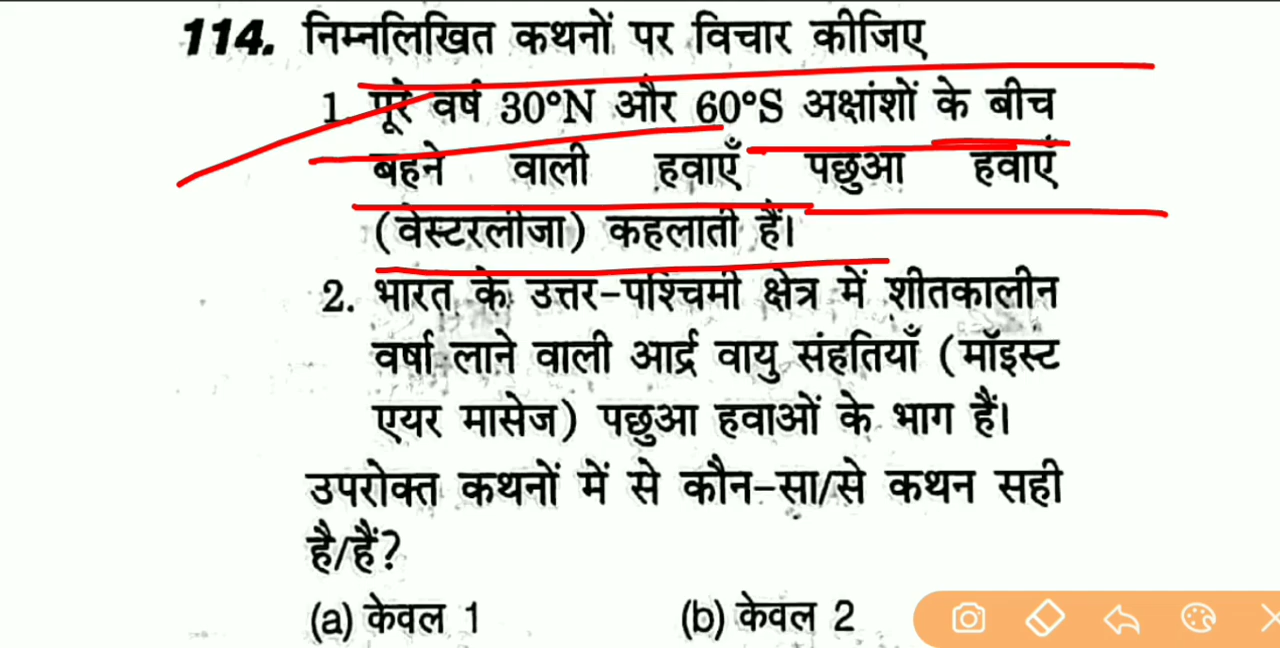 114. निम्नलिखित कथनों पर विचार कीजिए
1. पूरे वर्ष 30°N और 60°S अक्षांशों के बीच
बहने वाली हवाएँ पछुआ हवाएँ
(वेस्टरलीजा) कहलाती हैं।
2. भारत के उत्तर-पश्चिमी क्षेत्र में शीतकालीन
वर्षा लाने वाली आर्द्र वायु संहतियाँ (मॉइस्ट
एयर मासेज) पछुआ हवाओं के भाग हैं।
उपरोक्त कथनों में से कौन-सा/से कथन सही
है/हैं?
(a) केवल 1 (b) केवल 2